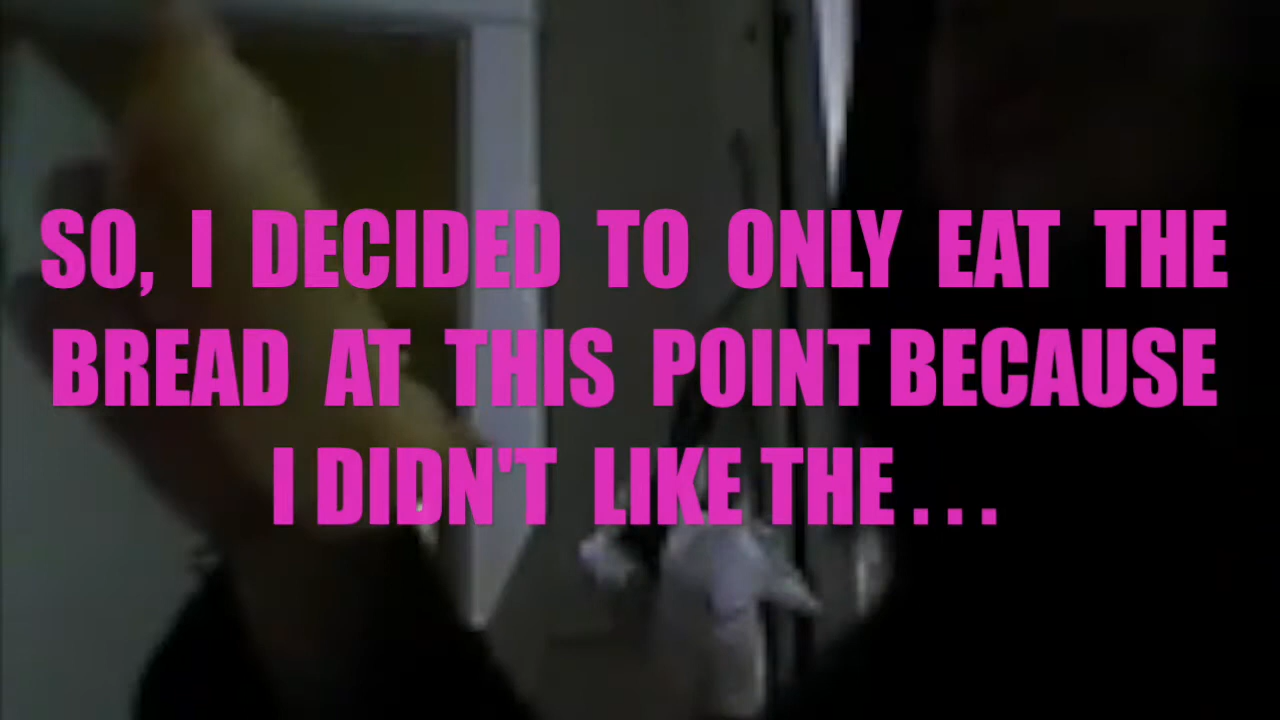 SO, I DECIDED TO ONLY EAT THE
BREAD AT THIS POINT BECAUSE
I DIDN'T LIKE THE . . .